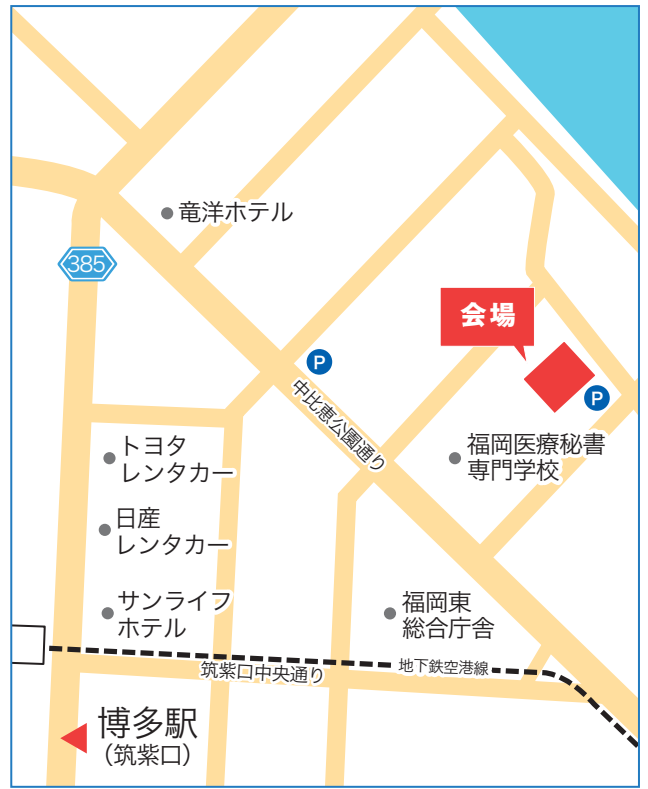 竜洋ホテル
385
会場
P
P
中比恵公園通り
トヨタ
レンタカー
福岡医療秘書
専門学校
日産
レンタカー
サンライフ
ホテル
福岡東
総合庁舎
地下鉄空港線
筑紫口中央通り
博多駅
（筑紫口）